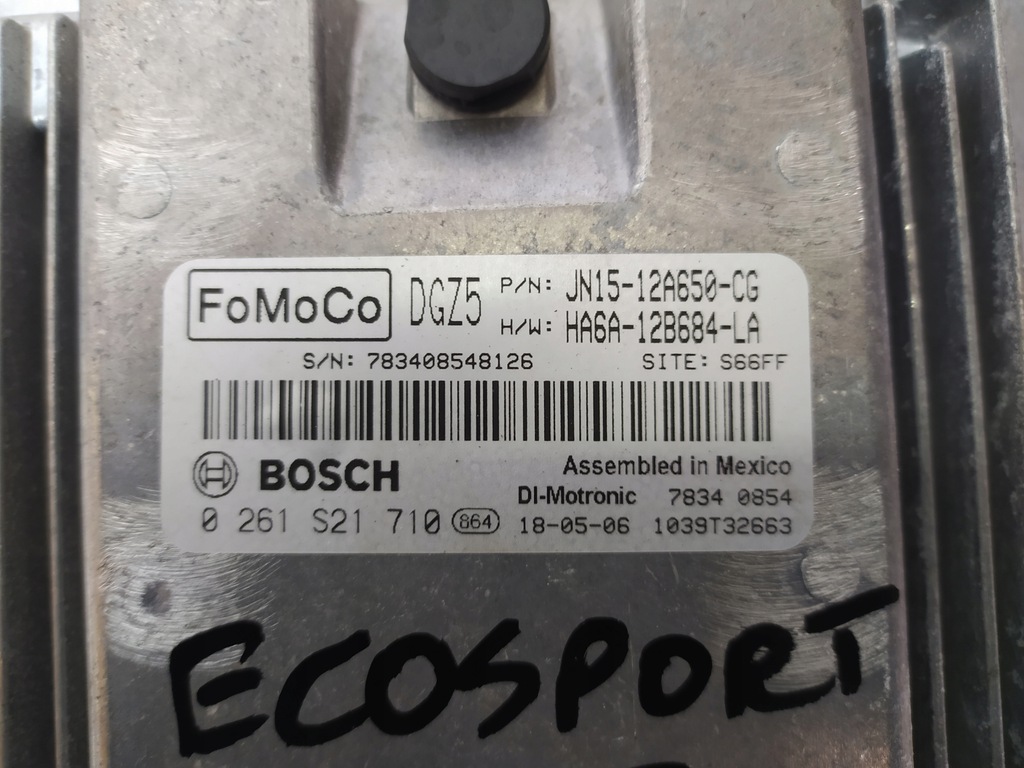 FoMoCo DGZ5 P/N: JN15-12A650-CG
H/W: HA6A-12B684-LA
S/N: 783408548126 SITE: S66FF
BOSCH Assembled in Mexico
DI-Motronic 7834 0854
0 261 S21 710 864 18-05-06 1039T32663
ECOSPORT